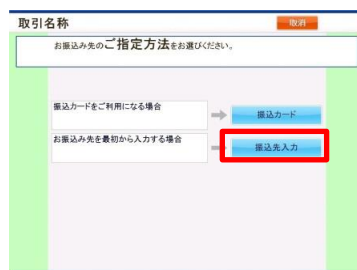 取引名称
取消
お振込み先のご指定方法をお選びください。
振込カードをご利用になる場合
振込カード
お振込み先を最初から入力する場合
振込先入力